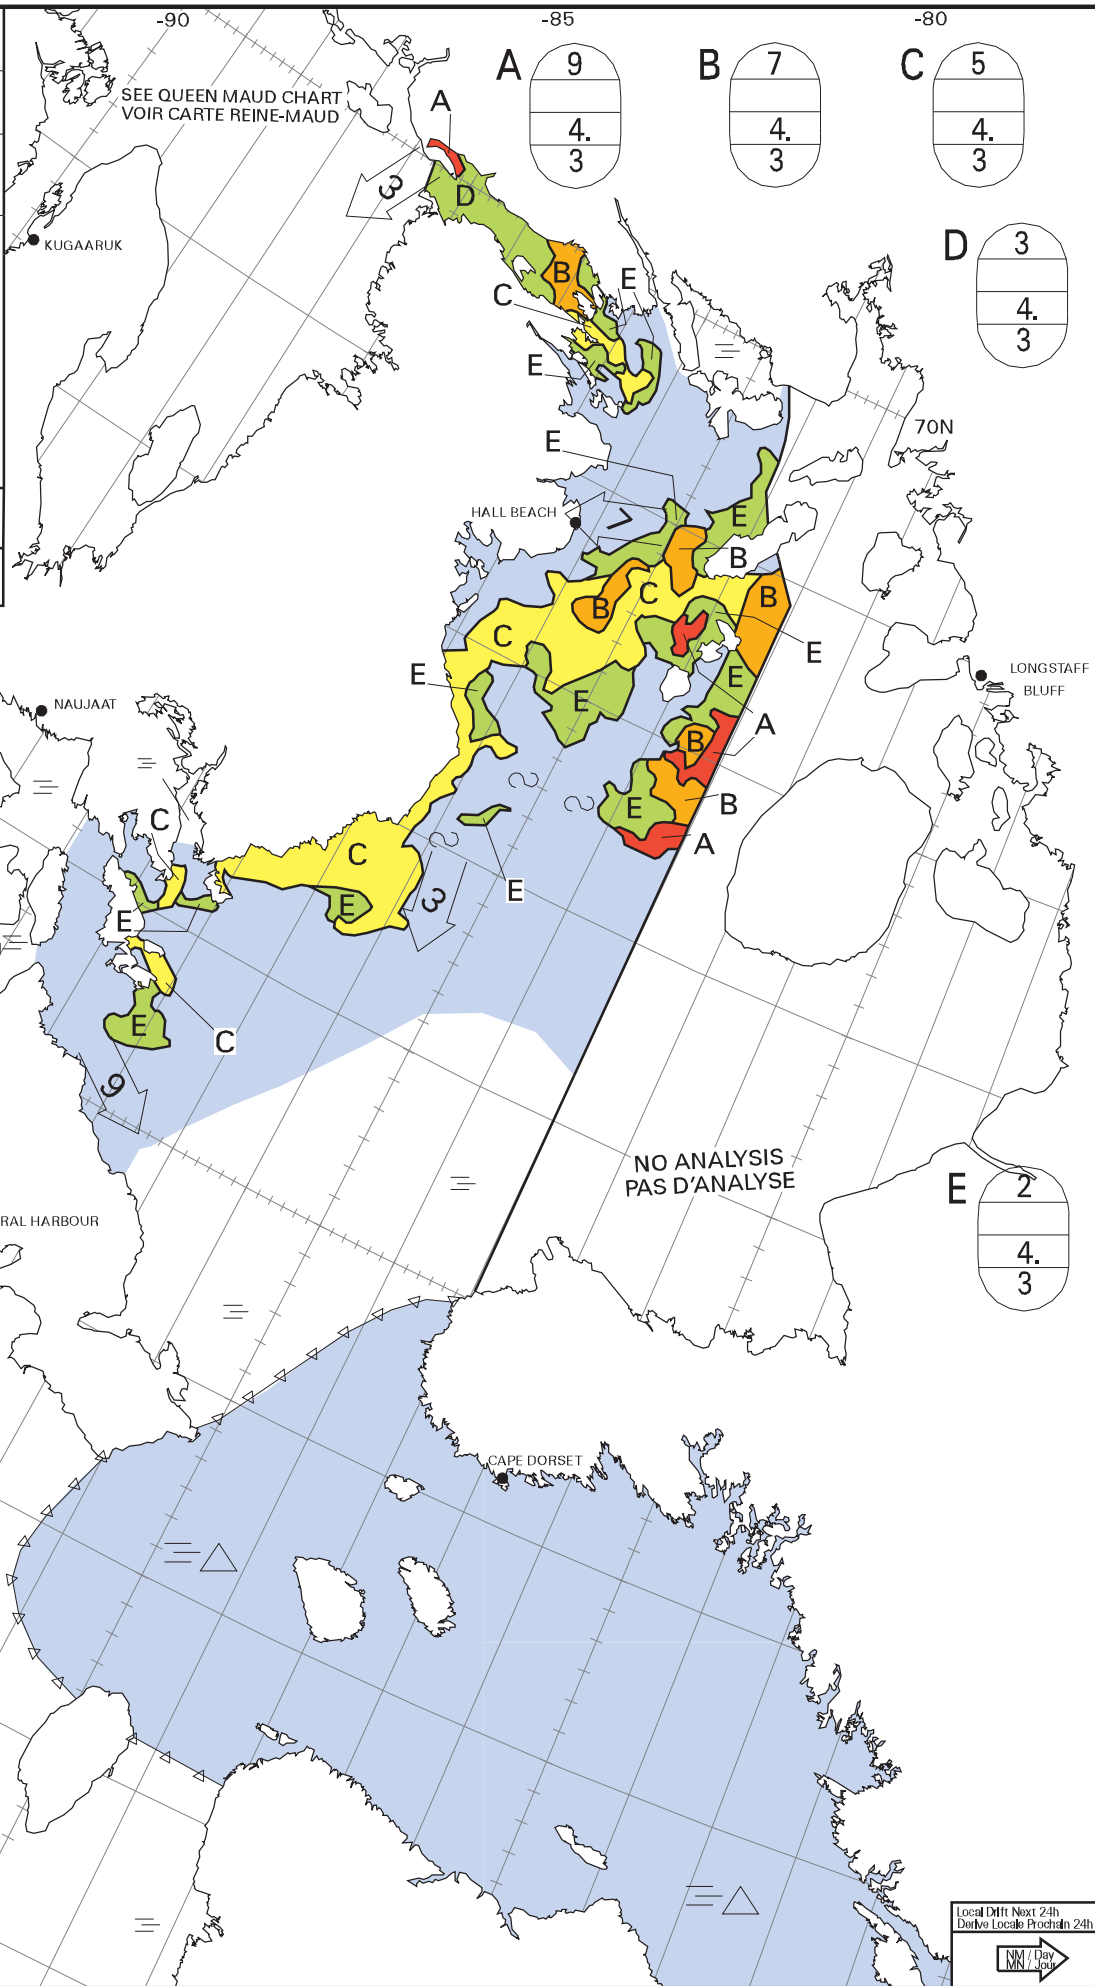 -90
-85
-80
A
9
4.
3
B
7
4.
3
C
5
4.
3
SEE QUEEN MAUD CHART
VOIR CARTE REINE-MAUD
A
3
D
KUGAARUK
D
3
4.
3
B
E
C
E
70N
E
HALL BEACH
7
E
B
C
B
B
C
E
LONGSTAFF
BLUFF
E
E
E
NAUJAAT
A
B
B
E
C
A
C
E
E
3
E
E
C
9
NO ANALYSIS
PAS D'ANALYSE
E
2
4.
3
RAL HARBOUR
CAPE DORSET
Local Drift Next 24h
Derive Locale Prochain 24h
NM / Day
MN / Jour